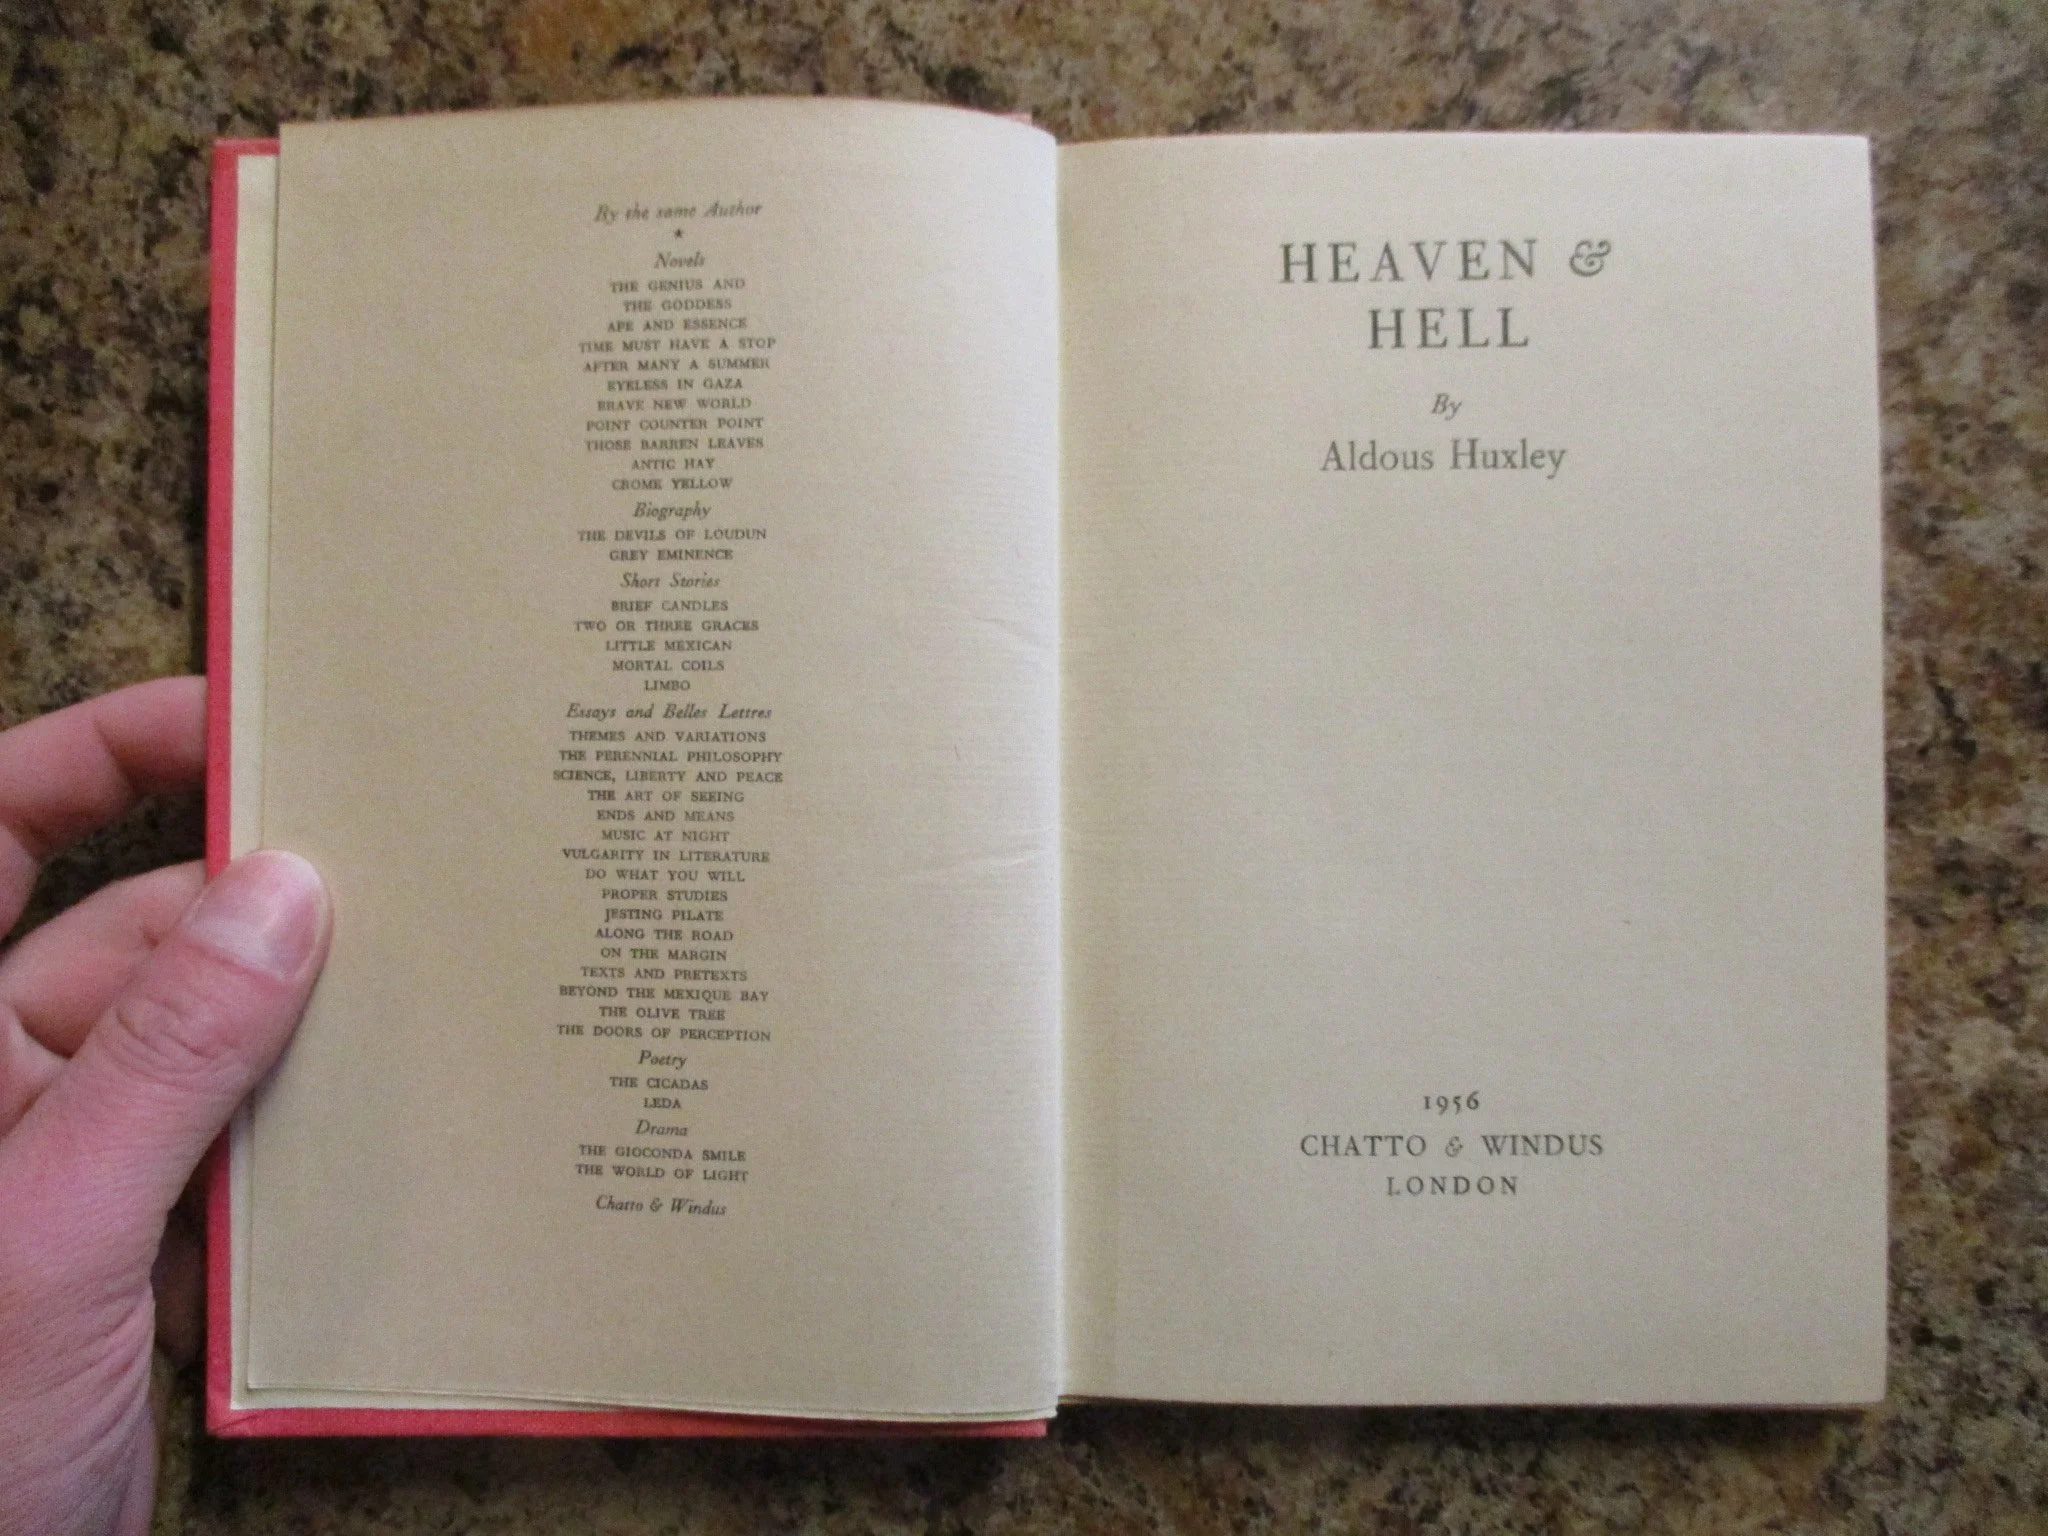 By the same Author
★
Novels
THE GENIUS AND
THE GODDESS
APE AND ESSENCE
TIME MUST HAVE A STOP
AFTER MANY A SUMMER
EYELESS IN GAZA
BRAVE NEW WORLD
POINT COUNTER POINT
THOSE BARREN LEAVES
ANTIC HAY
CROME YELLOW
Biography
THE DEVILS OF LOUDUN
GREY EMINENCE
Short Stories
BRIEF CANDLES
TWO OR THREE GRACES
LITTLE MEXICAN
MORTAL COILS
LIMBO
Essays and Belles Lettres
THEMES AND VARIATIONS
THE PERENNIAL PHILOSOPHY
SCIENCE, LIBERTY AND PEACE
THE ART OF SEEING
ENDS AND MEANS
MUSIC AT NIGHT
VULGARITY IN LITERATURE
DO WHAT YOU WILL
PROPER STUDIES
JESTING PILATE
ALONG THE ROAD
ON THE MARGIN
TEXTS AND PRETEXTS
BEYOND THE MEXIQUE BAY
THE OLIVE TREE
THE DOORS OF PERCEPTION
Poetry
THE CICADAS
LEDA
Drama
THE GIOCONDA SMILE
THE WORLD OF LIGHT
Chatto & Windus
HEAVEN &
HELL
By
Aldous Huxley
1956
CHATTO & WINDUS
LONDON